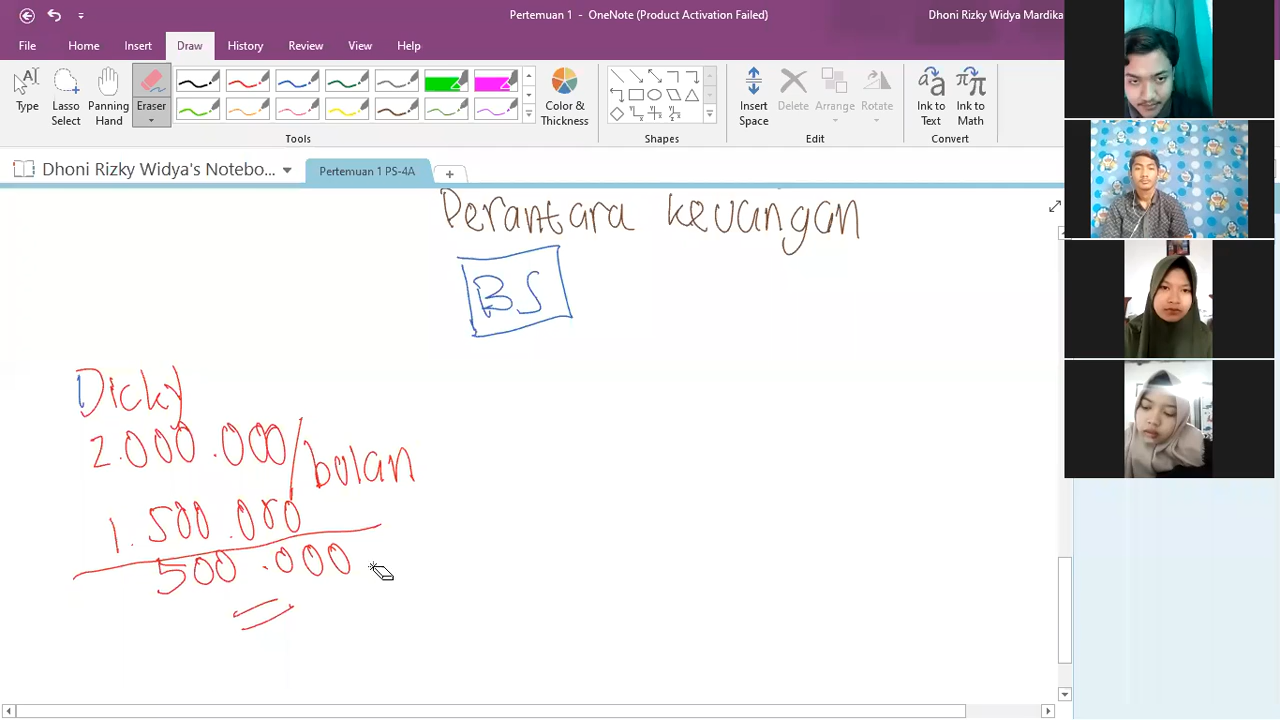 Pertemuan 1 - OneNote (Product Activation Failed)
Dhoni Rizky Widya Mardika
File Home Insert Draw History Review View Help
Type
Lasso Select
Panning Hand
Eraser
Color & Thickness
Insert Space
Delete
Arrange
Rotate
Ink to Text
Ink to Math
Tools
Shapes
Edit
Convert
Dhoni Rizky Widya's Notebo...
Pertemuan 1 PS-4A
Perantara keuangan
BS
Dicky
2.000.000/bulan
1.500.000
500.000